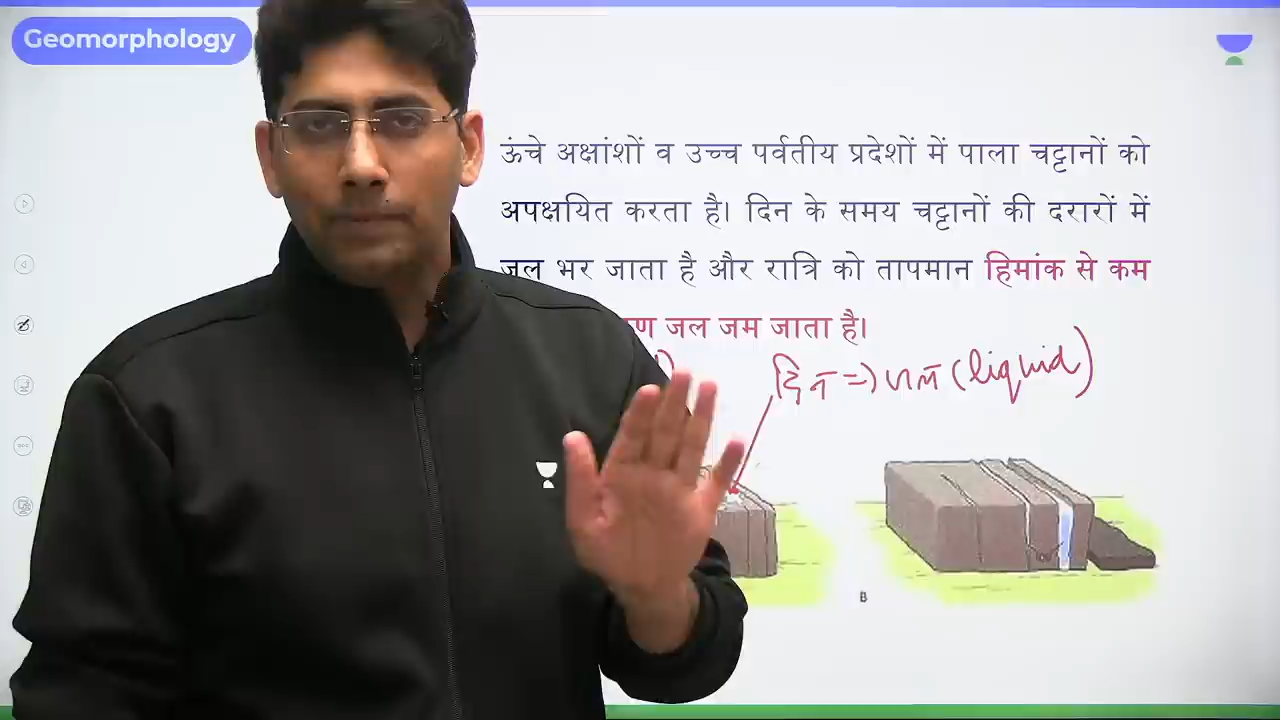 Geomorphology
ऊंचे अक्षांशों व उच्च पर्वतीय प्रदेशों में पाला चट्टानों को
अपक्षयित करता है। दिन के समय चट्टानों की दरारों में
जल भर जाता है और रात्रि को तापमान हिमांक से कम
जल जम जाता है।
दिन => जल (liquid)
B